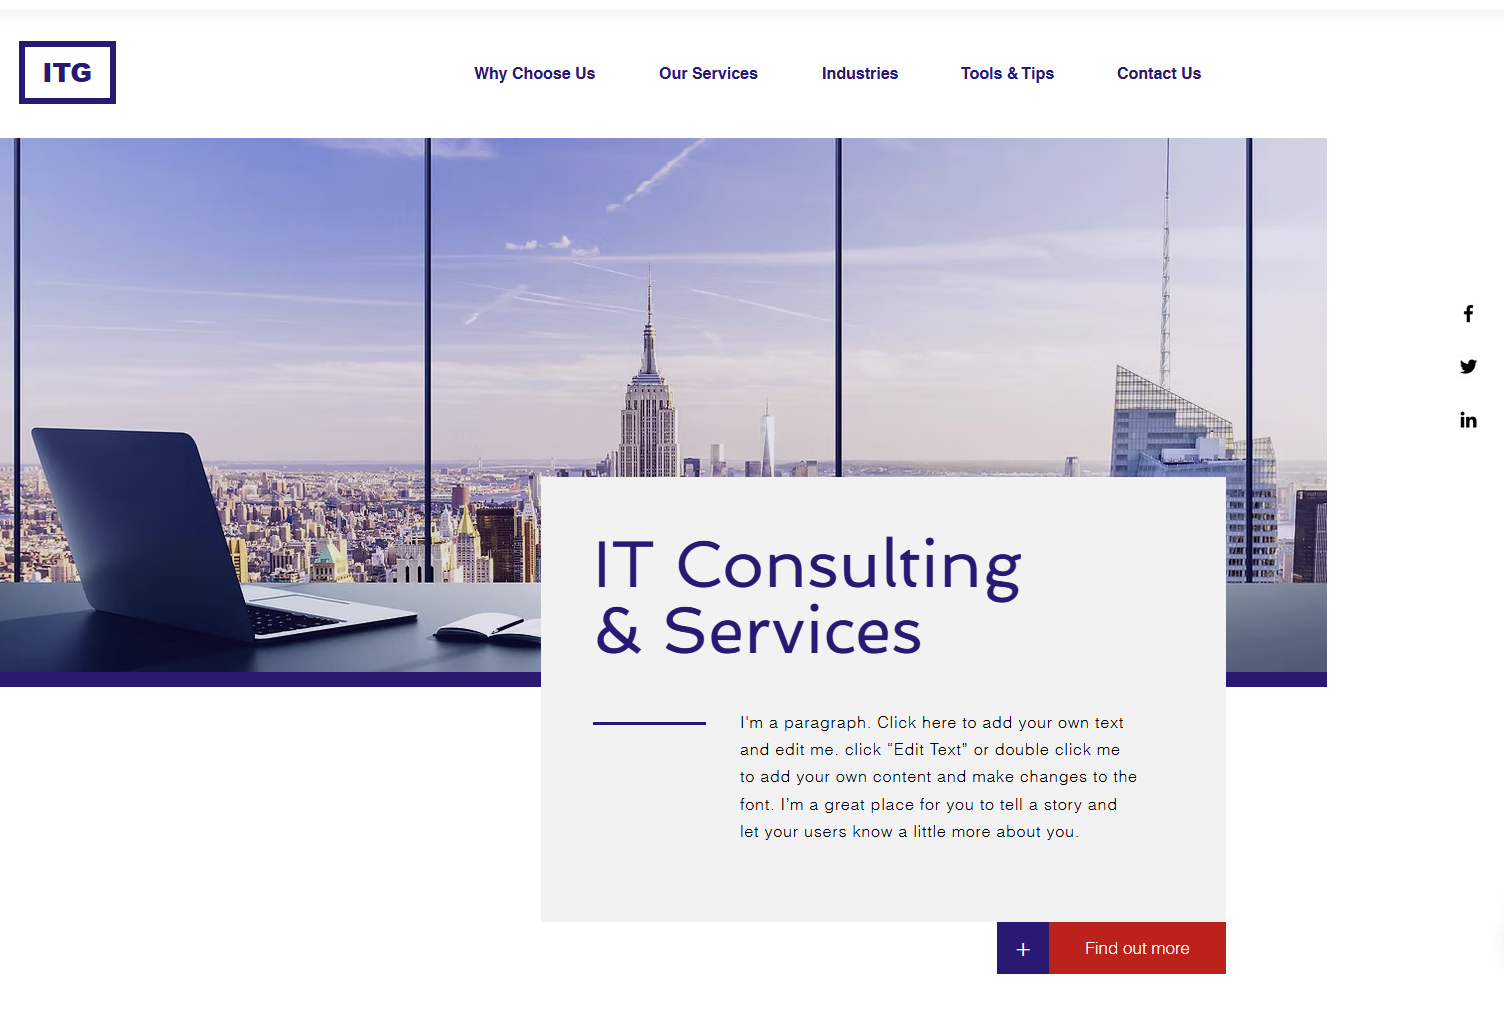 ITG
Why Choose Us
Our Services
Industries
Tools & Tips
Contact Us
IT Consulting
& Services
I'm a paragraph. Click here to add your own text
and edit me. click “Edit Text” or double click me
to add your own content and make changes to the
font. I’m a great place for you to tell a story and
let your users know a little more about you.
+
Find out more